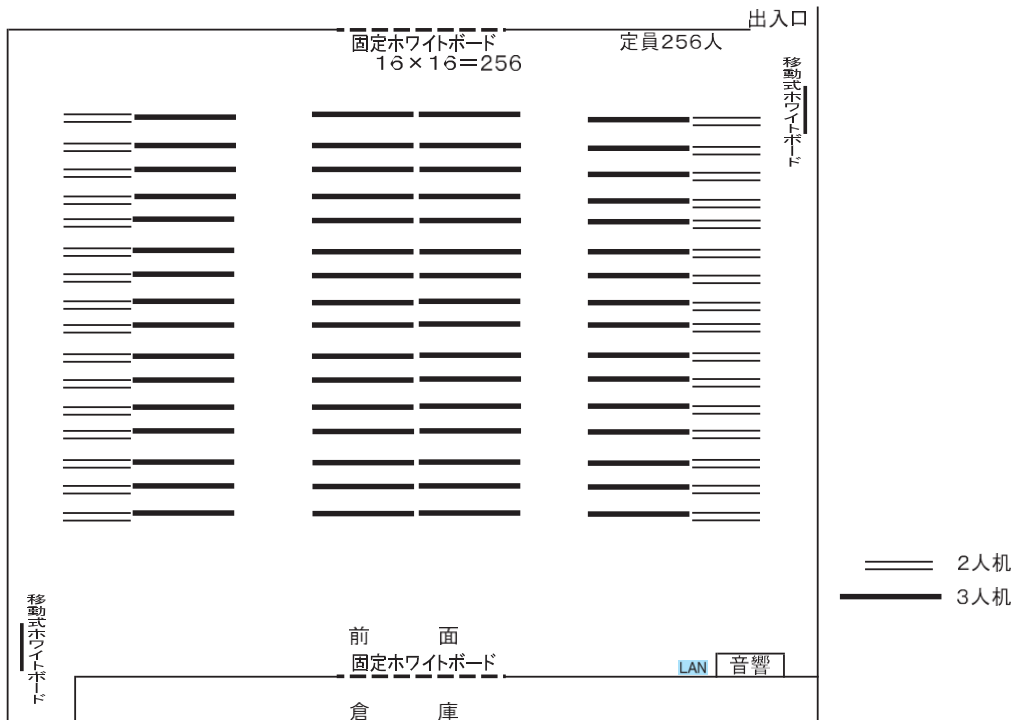 出入口
固定ホワイトボード
定員256人
16×16=256
移動式ホワイトボード
2人机
3人机
移動式ホワイトボード
前 面
固定ホワイトボード
LAN
音響
倉 庫